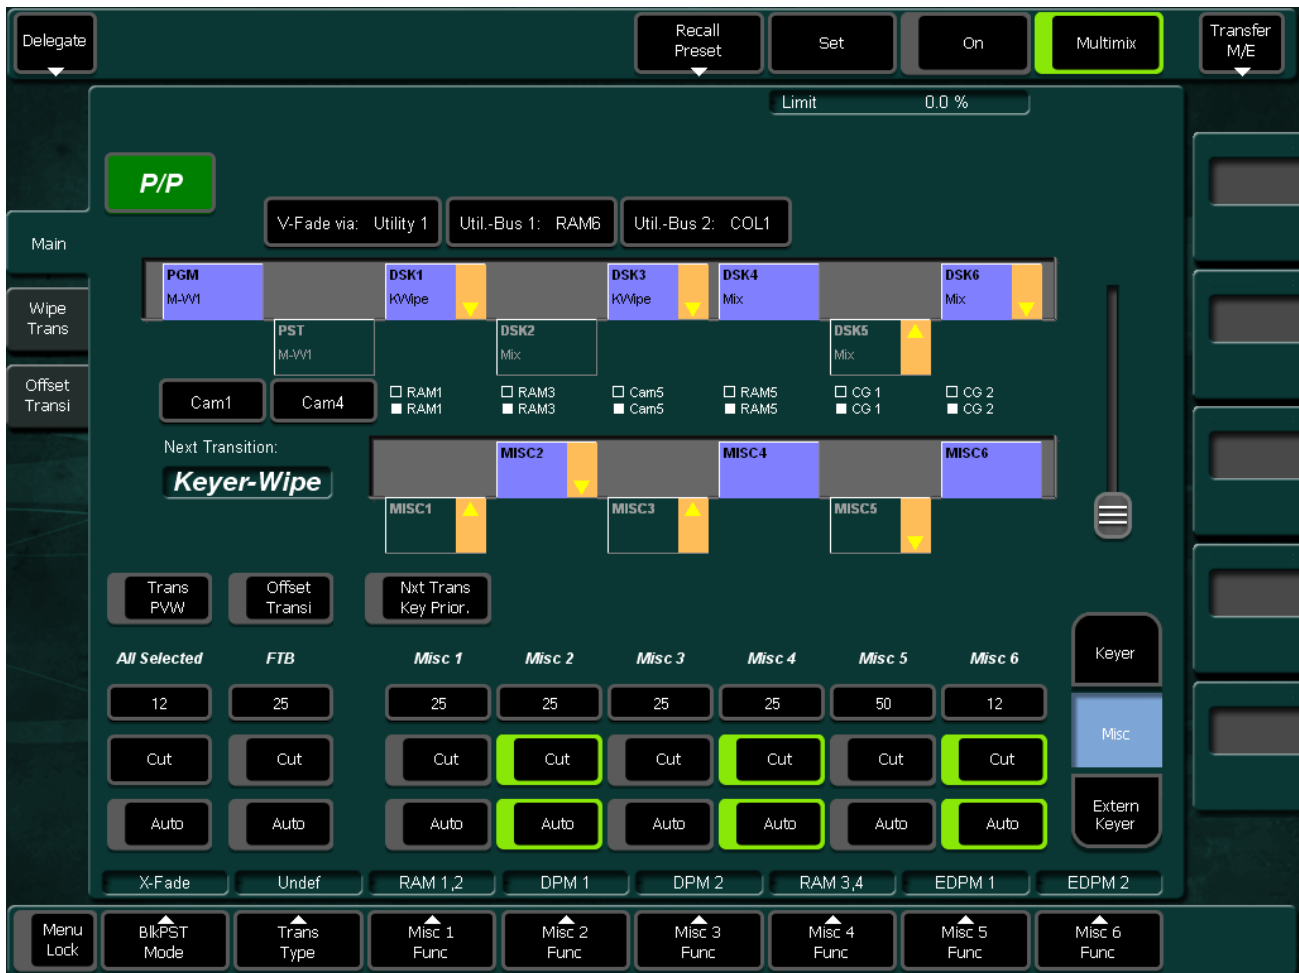 Delegate
Recall
Preset
Set
On
Multimix
Transfer
M/E
Limit 0.0 %
P/P
V-Fade via: Utility 1
Util.-Bus 1: RAM6
Util.-Bus 2: COL1
Main
Wipe
Trans
Offset
Transi
PGM
M-W1
DSK1
KWipe
DSK3
KWipe
DSK4
Mix
DSK6
Mix
PST
M-W1
DSK2
Mix
DSK5
Mix
Cam1
Cam4
RAM1
RAM1
RAM3
RAM3
Cam5
Cam5
RAM5
RAM5
CG 1
CG 1
CG 2
CG 2
Next Transition:
Keyer-Wipe
MISC2
MISC4
MISC6
MISC1
MISC3
MISC5
Trans
PVW
Offset
Transi
Nxt Trans
Key Prior.
All Selected FTB Misc 1 Misc 2 Misc 3 Misc 4 Misc 5 Misc 6
12 25 25 25 25 25 50 12
Cut Cut Cut Cut Cut Cut Cut Cut
Auto Auto Auto Auto Auto Auto Auto Auto
Keyer
Misc
Extern
Keyer
X-Fade Undef RAM 1,2 DPM 1 DPM 2 RAM 3,4 EDPM 1 EDPM 2
Menu
Lock
BlkPST
Mode
Trans
Type
Misc 1
Func
Misc 2
Func
Misc 3
Func
Misc 4
Func
Misc 5
Func
Misc 6
Func